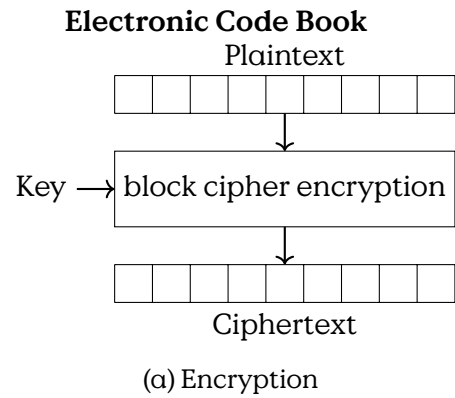 Electronic Code Book
Plaintext
Key
block cipher encryption
Ciphertext
(a) Encryption